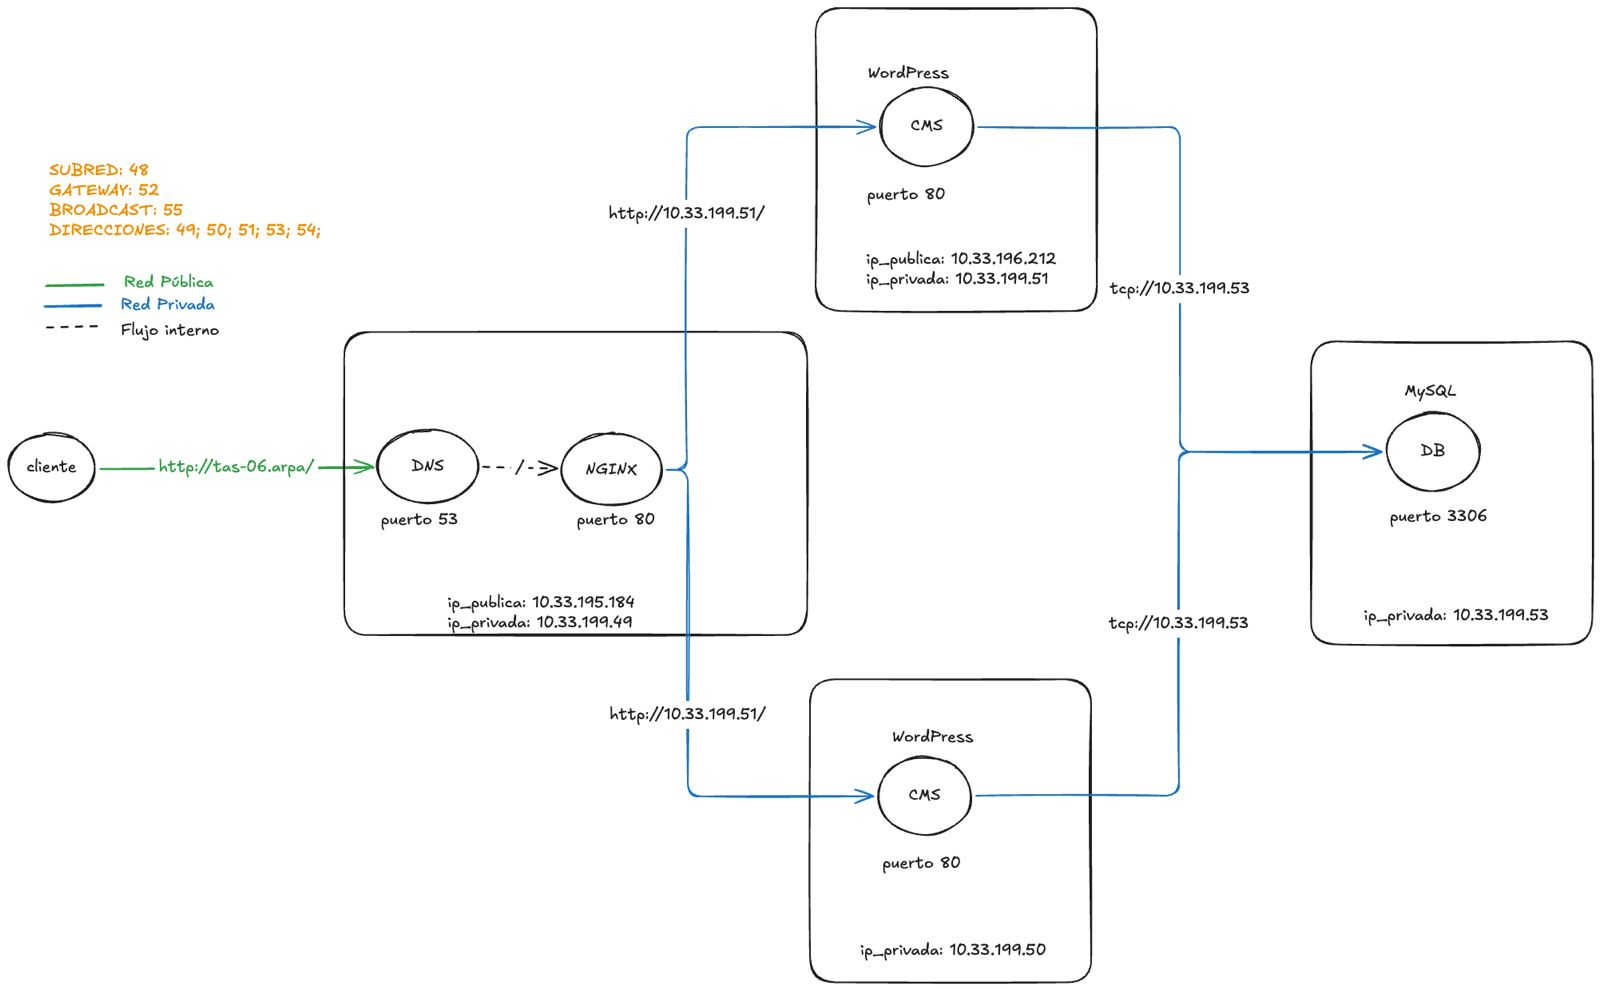 WordPress
CMS
puerto 80
ip_publica: 10.33.196.212
ip_privada: 10.33.199.51
SUBRED: 48
GATEWAY: 52
BROADCAST: 55
DIRECCIONES: 49; 50; 51; 53; 54;
Red Pública
Red Privada
Flujo interno
http://10.33.199.51/
tcp://10.33.199.53
cliente
http://tas-06.arpa/
DNS
/
NGINX
puerto 53
puerto 80
ip_publica: 10.33.195.184
ip_privada: 10.33.199.49
MySQL
DB
puerto 3306
ip_privada: 10.33.199.53
tcp://10.33.199.53
http://10.33.199.51/
WordPress
CMS
puerto 80
ip_privada: 10.33.199.50